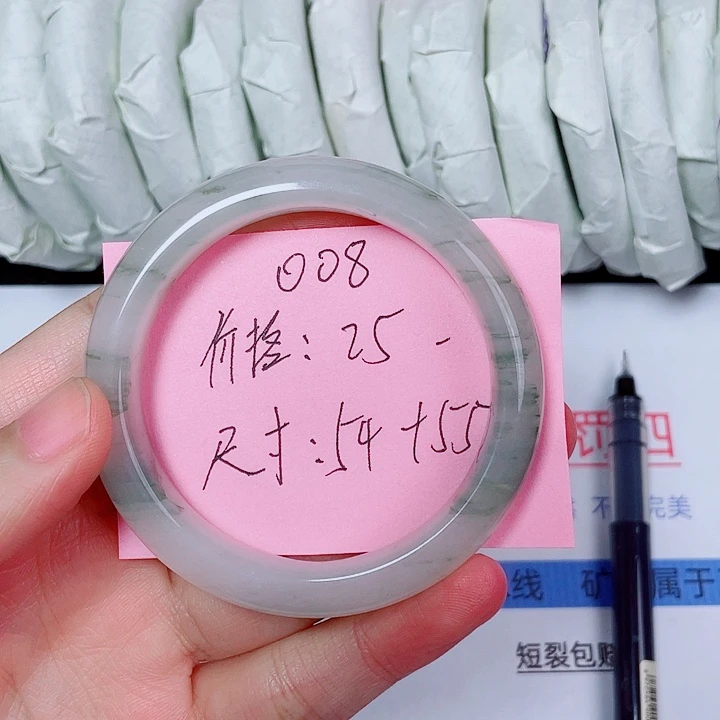 008
价格:25-
尺寸:54+55
四
不 完美
线 矿 属于
短裂包赔